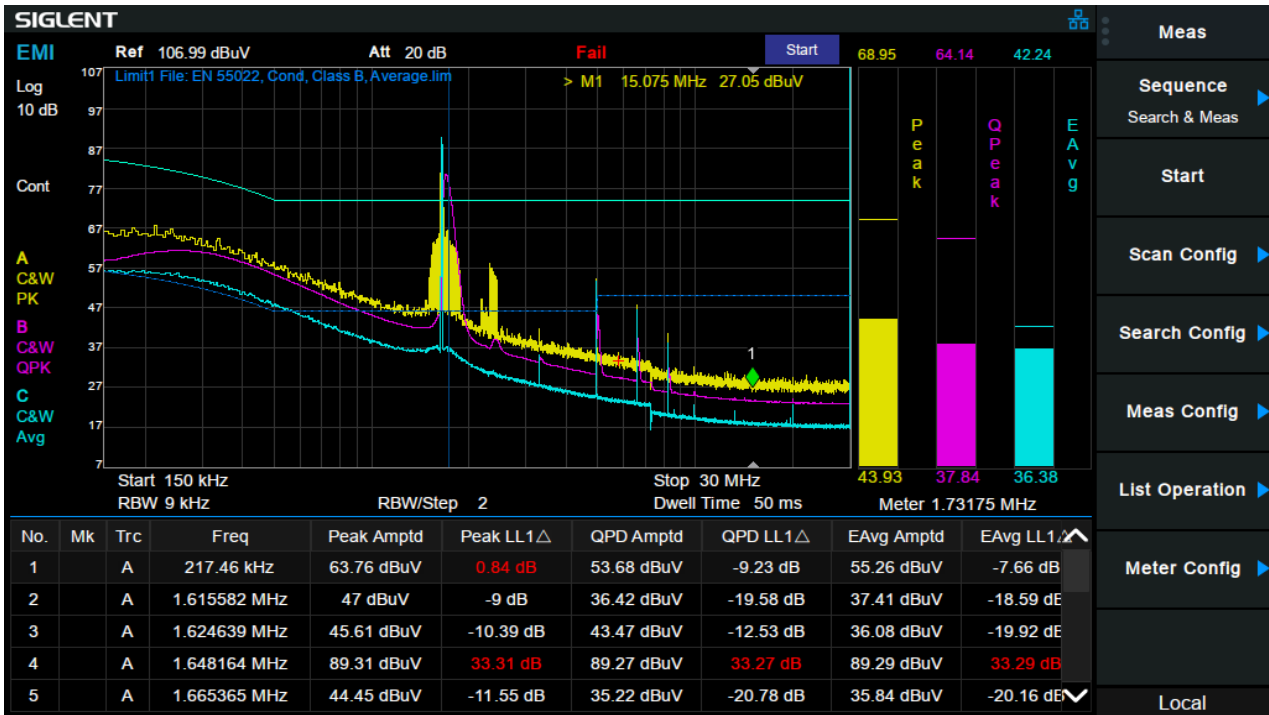 SIGLENT
EMI
Ref 106.99 dBuV
Att 20 dB
Fail
Start
68.95
64.14
42.24
Log
10 dB
Cont
A
C&W
PK
B
C&W
QPK
C
C&W
Avg
107
97
87
77
67
57
47
37
27
17
7
Limit1 File: EN 55022, Cond, Class B, Average.lim
> M1 15.075 MHz 27.05 dBuV
1
Peak
QPeak
EAvg
Start 150 kHz
Stop 30 MHz
43.93
37.84
36.38
RBW 9 kHz
RBW/Step 2
Dwell Time 50 ms
Meter 1.73175 MHz
No. Mk Trc Freq Peak Amptd Peak LL1△ QPD Amptd QPD LL1△ EAvg Amptd EAvg LL1△
1 A 217.46 kHz 63.76 dBuV 0.84 dB 53.68 dBuV -9.23 dB 55.26 dBuV -7.66 dB
2 A 1.615582 MHz 47 dBuV -9 dB 36.42 dBuV -19.58 dB 37.41 dBuV -18.59 dB
3 A 1.624639 MHz 45.61 dBuV -10.39 dB 43.47 dBuV -12.53 dB 36.08 dBuV -19.92 dB
4 A 1.648164 MHz 89.31 dBuV 33.31 dB 89.27 dBuV 33.27 dB 89.29 dBuV 33.29 dB
5 A 1.665365 MHz 44.45 dBuV -11.55 dB 35.22 dBuV -20.78 dB 35.84 dBuV -20.16 dB
Meas
Sequence
Search & Meas
Start
Scan Config
Search Config
Meas Config
List Operation
Meter Config
Local